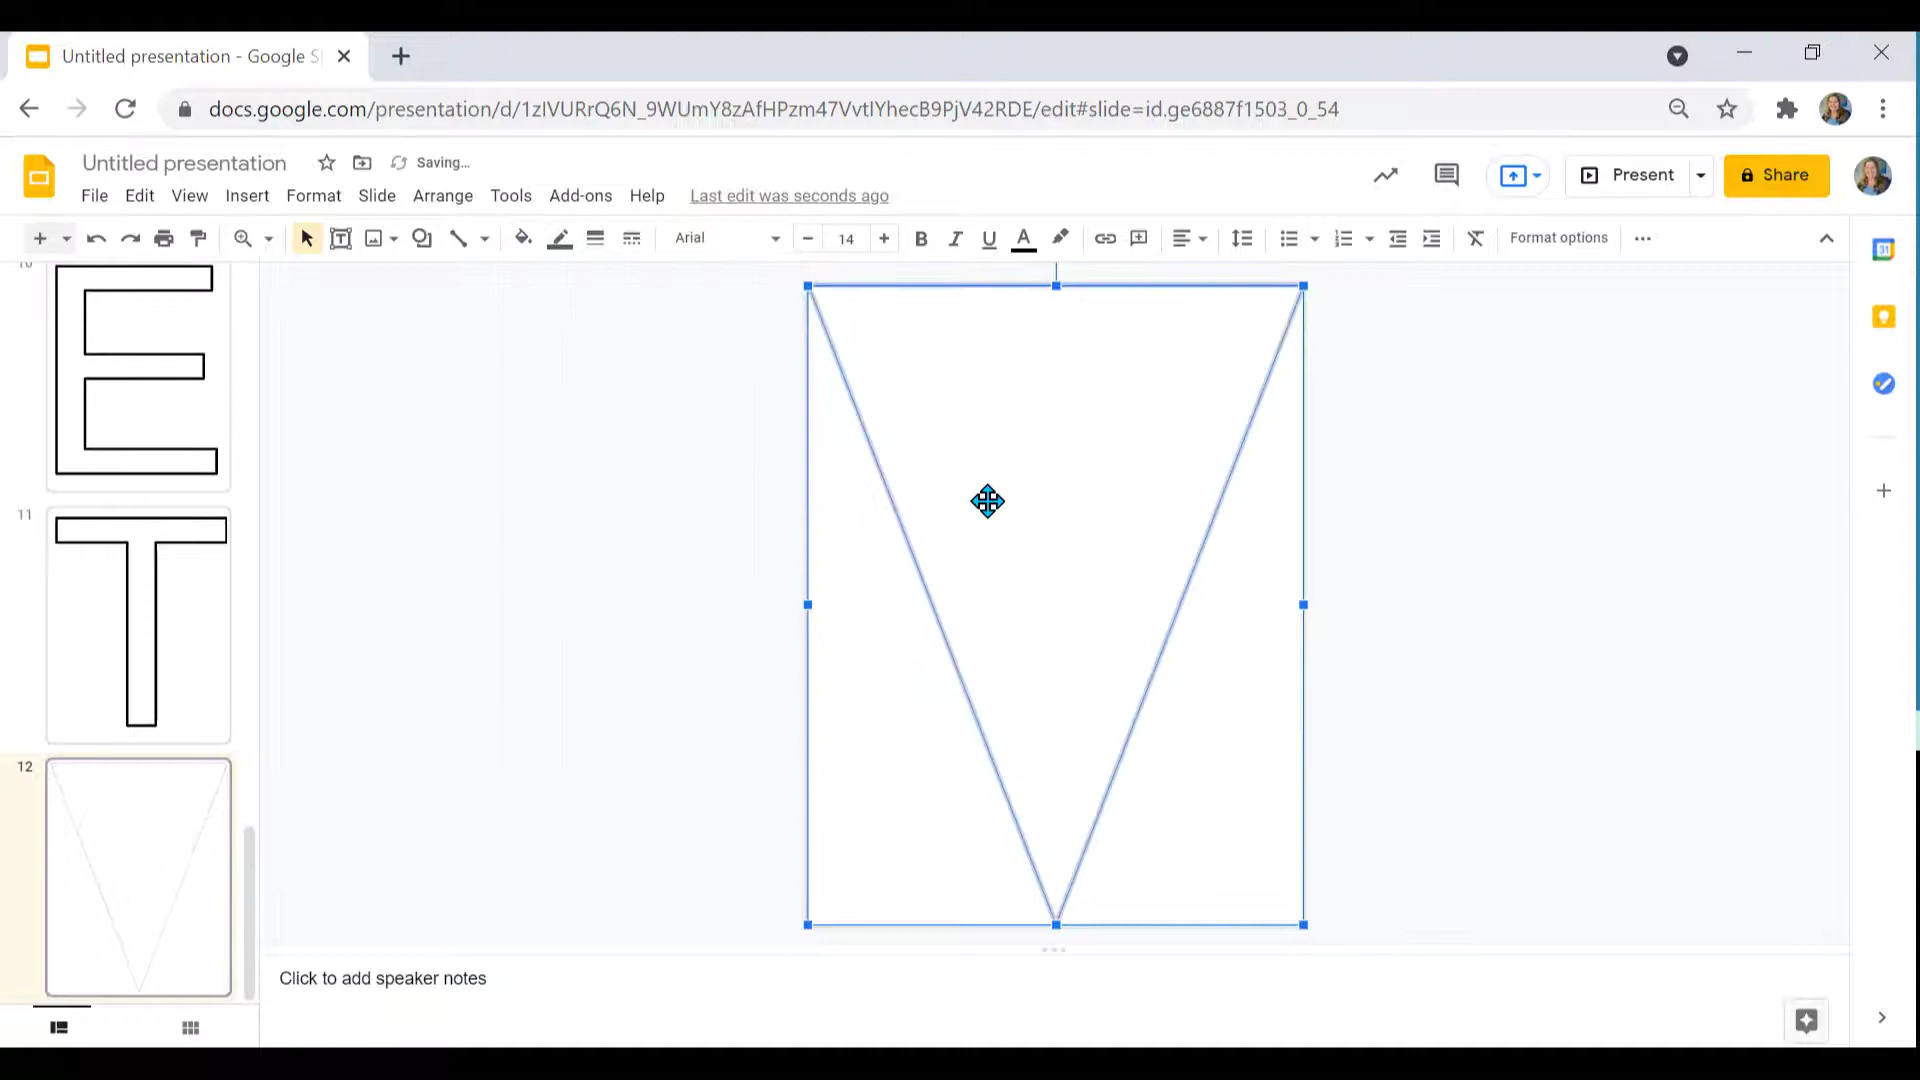 Untitled presentation - Google S
docs.google.com/presentation/d/1zIVURrQ6N_9WUmY8zAfHPzm47VvtIYhecB9PjV42RDE/edit#slide=id.ge6887f1503_0_54
Untitled presentation Saving...
File Edit View Insert Format Slide Arrange Tools Add-ons Help Last edit was seconds ago
Present
Share
Arial 14 B I U A Format options
31
10
E
11
T
12
Click to add speaker notes